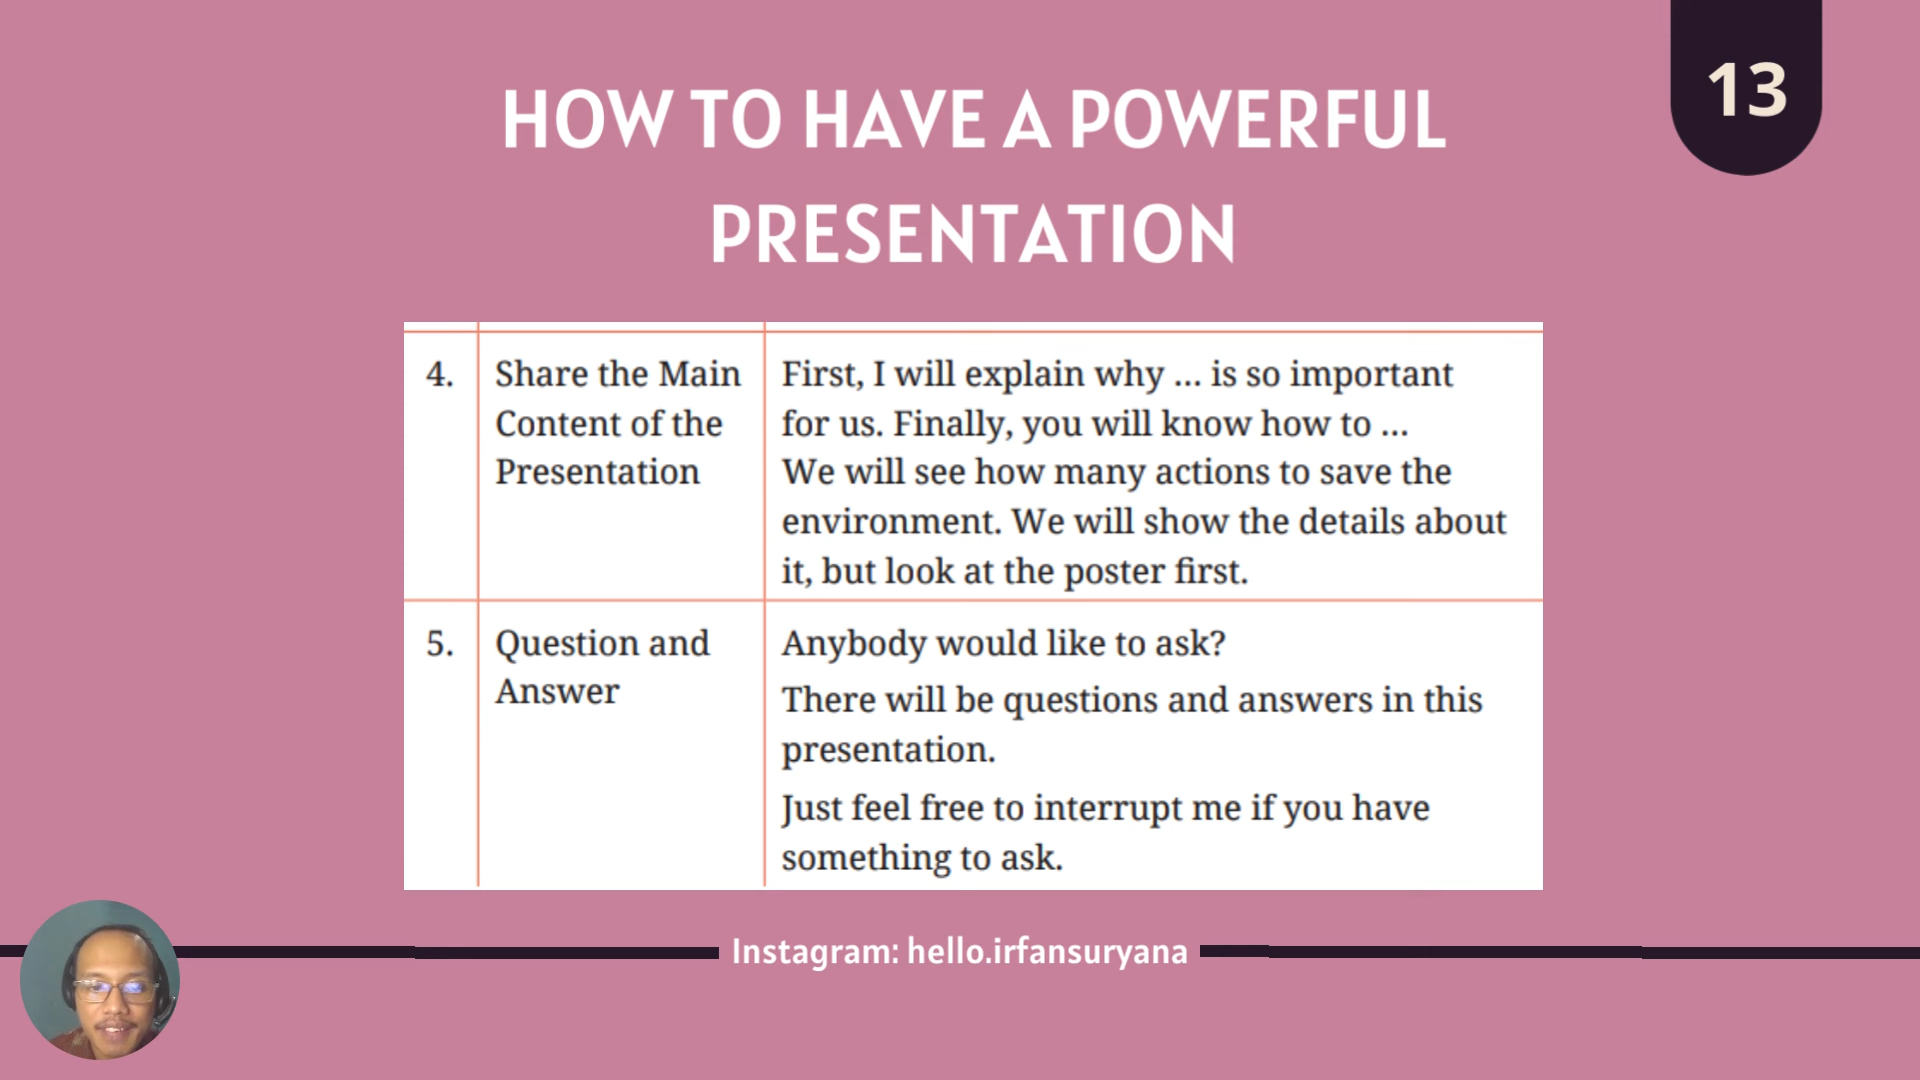 13
HOW TO HAVE A POWERFUL
PRESENTATION
4.
Share the Main
Content of the
Presentation
First, I will explain why ... is so important
for us. Finally, you will know how to ...
We will see how many actions to save the
environment. We will show the details about
it, but look at the poster first.
5.
Question and
Answer
Anybody would like to ask?
There will be questions and answers in this
presentation.
Just feel free to interrupt me if you have
something to ask.
Instagram: hello.irfansuryana